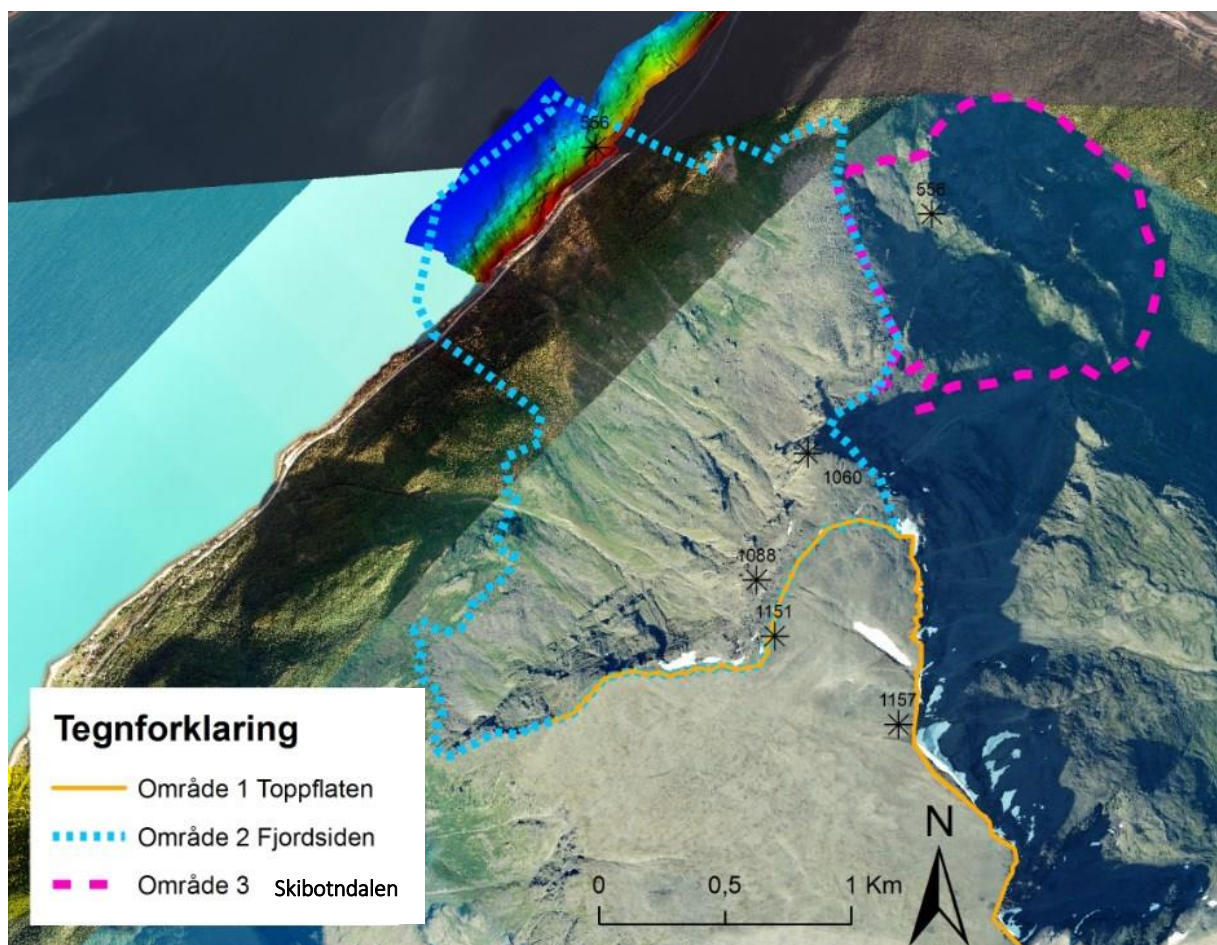 556
556
1060
1088
1151
1157
Tegnforklaring
Område 1 Toppflaten
Område 2 Fjordsiden
Område 3 Skibotndalen
N
0 0,5 1 Km